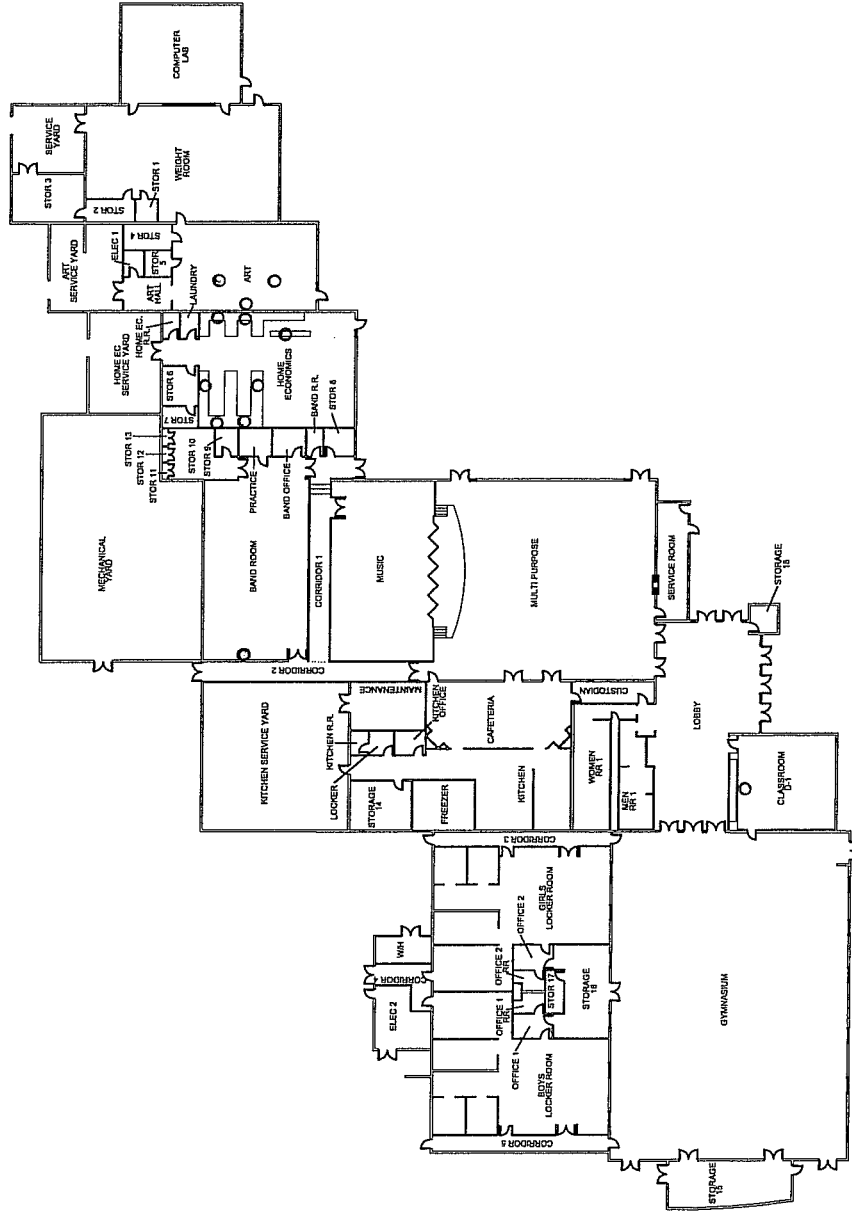 COMPUTER
LAB
SERVICE
YARD
STOR 3
WEIGHT
ROOM
STOR 2
STOR 1
ART
SERVICE YARD
ELEC 1
STOR 4
STOR
5
ART
HALL
ART
LAUNDRY
HOME EC
SERVICE YARD
HOME EC.
R.R.
STOR 6
STOR 7
HOME
ECONOMICS
BAND R.R.
STOR 8
STOR 13
STOR 12
STOR 11
STOR 10
STOR 9
PRACTICE
BAND OFFICE
MECHANICAL
YARD
BAND ROOM
CORRIDOR 1
MUSIC
MULTI PURPOSE
SERVICE ROOM
STORAGE
CORRIDOR 2
KITCHEN SERVICE YARD
MAINTENANCE
KITCHEN
OFFICE
KITCHEN R.R.
LOCKER
CAFETERIA
CUSTODIAN
LOBBY
STORAGE
14
FREEZER
KITCHEN
WOMEN
RR 1
MEN
RR 1
CLASSROOM
D-1
CORRIDOR 3
GIRLS
LOCKER ROOM
OFFICE 2
OFFICE 2
RR
W/H
CORRIDOR 4
ELEC 2
STOR 17
STORAGE
OFFICE 1
RR
OFFICE 1
BOYS
LOCKER ROOM
CORRIDOR 5
GYMNASIUM
STORAGE
15